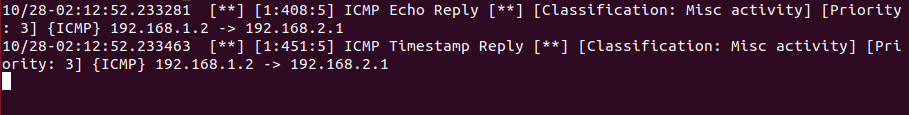 10/28-02:12:52.233281  [**] [1:408:5] ICMP Echo Reply [**] [Classification: Misc activity] [Priority
: 3] {ICMP} 192.168.1.2 -> 192.168.2.1
10/28-02:12:52.233463  [**] [1:451:5] ICMP Timestamp Reply [**] [Classification: Misc activity] [Pri
ority: 3] {ICMP} 192.168.1.2 -> 192.168.2.1